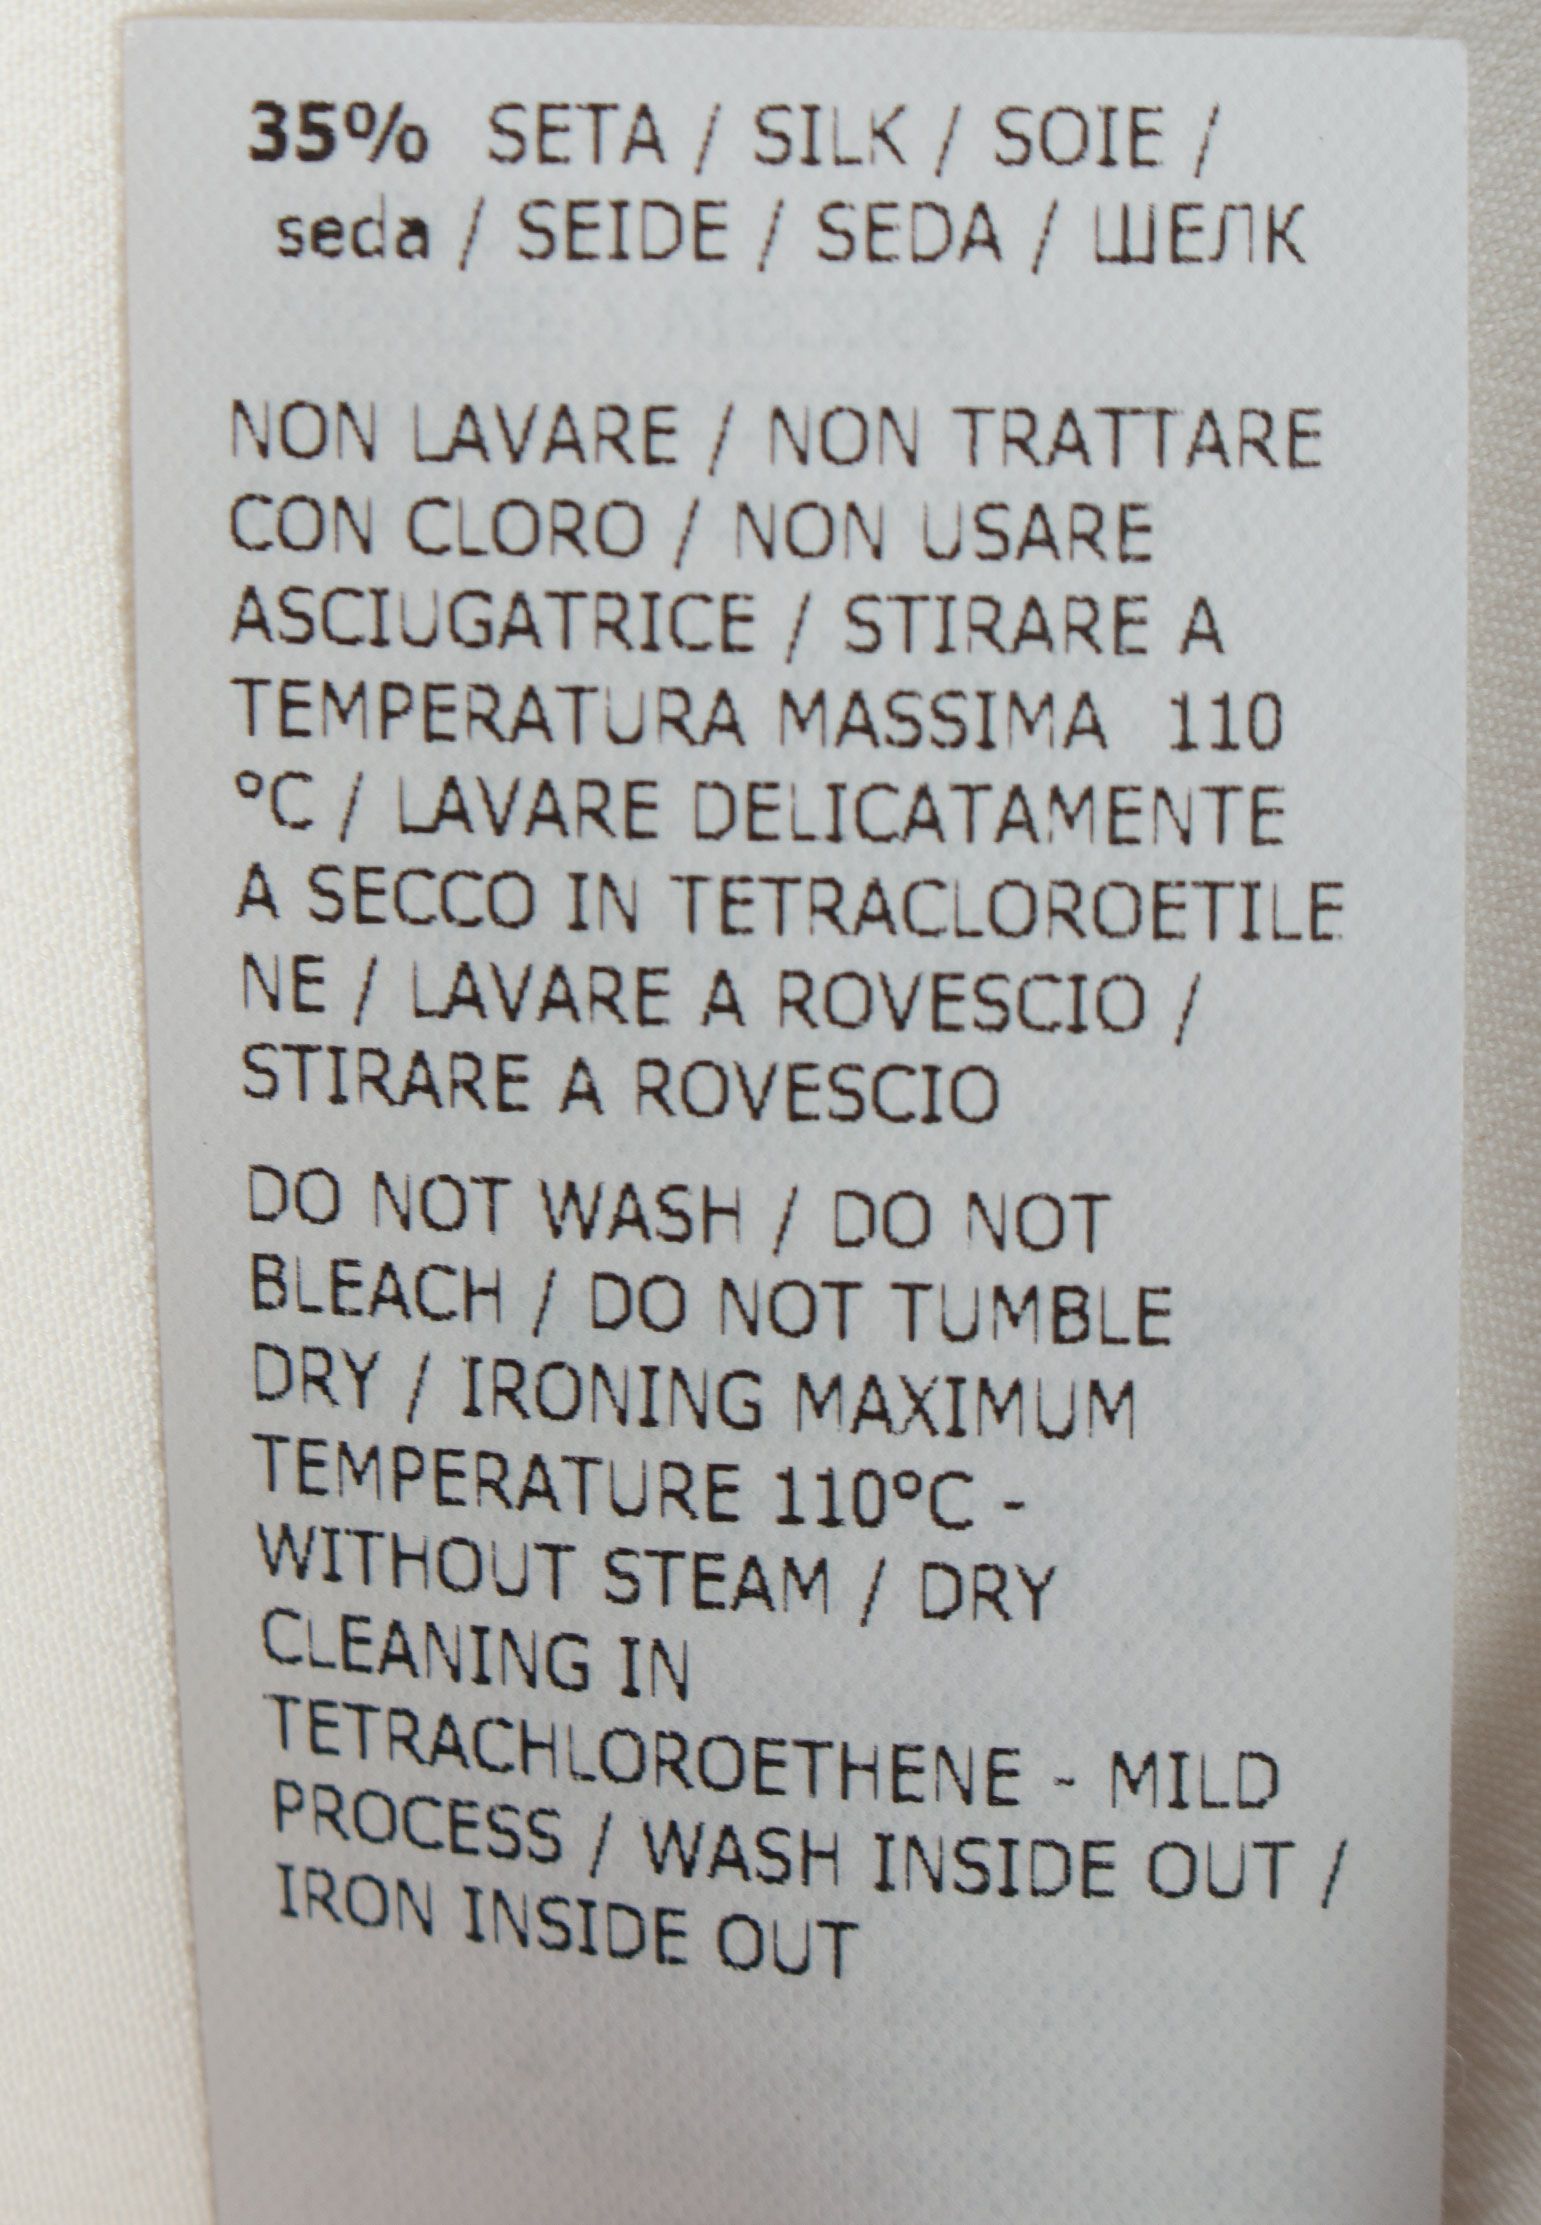 35% SETA / SILK / SOIE /
seda / SEIDE / SEDA / ШЕЛК
NON LAVARE / NON TRATTARE
CON CLORO / NON USARE
ASCIUGATRICE / STIRARE A
TEMPERATURA MASSIMA 110
°C / LAVARE DELICATAMENTE
A SECCO IN TETRACLOROETILE
NE / LAVARE A ROVESCIO /
STIRARE A ROVESCIO
DO NOT WASH / DO NOT
BLEACH / DO NOT TUMBLE
DRY / IRONING MAXIMUM
TEMPERATURE 110°C -
WITHOUT STEAM / DRY
CLEANING IN
TETRACHLOROETHENE - MILD
PROCESS / WASH INSIDE OUT /
IRON INSIDE OUT